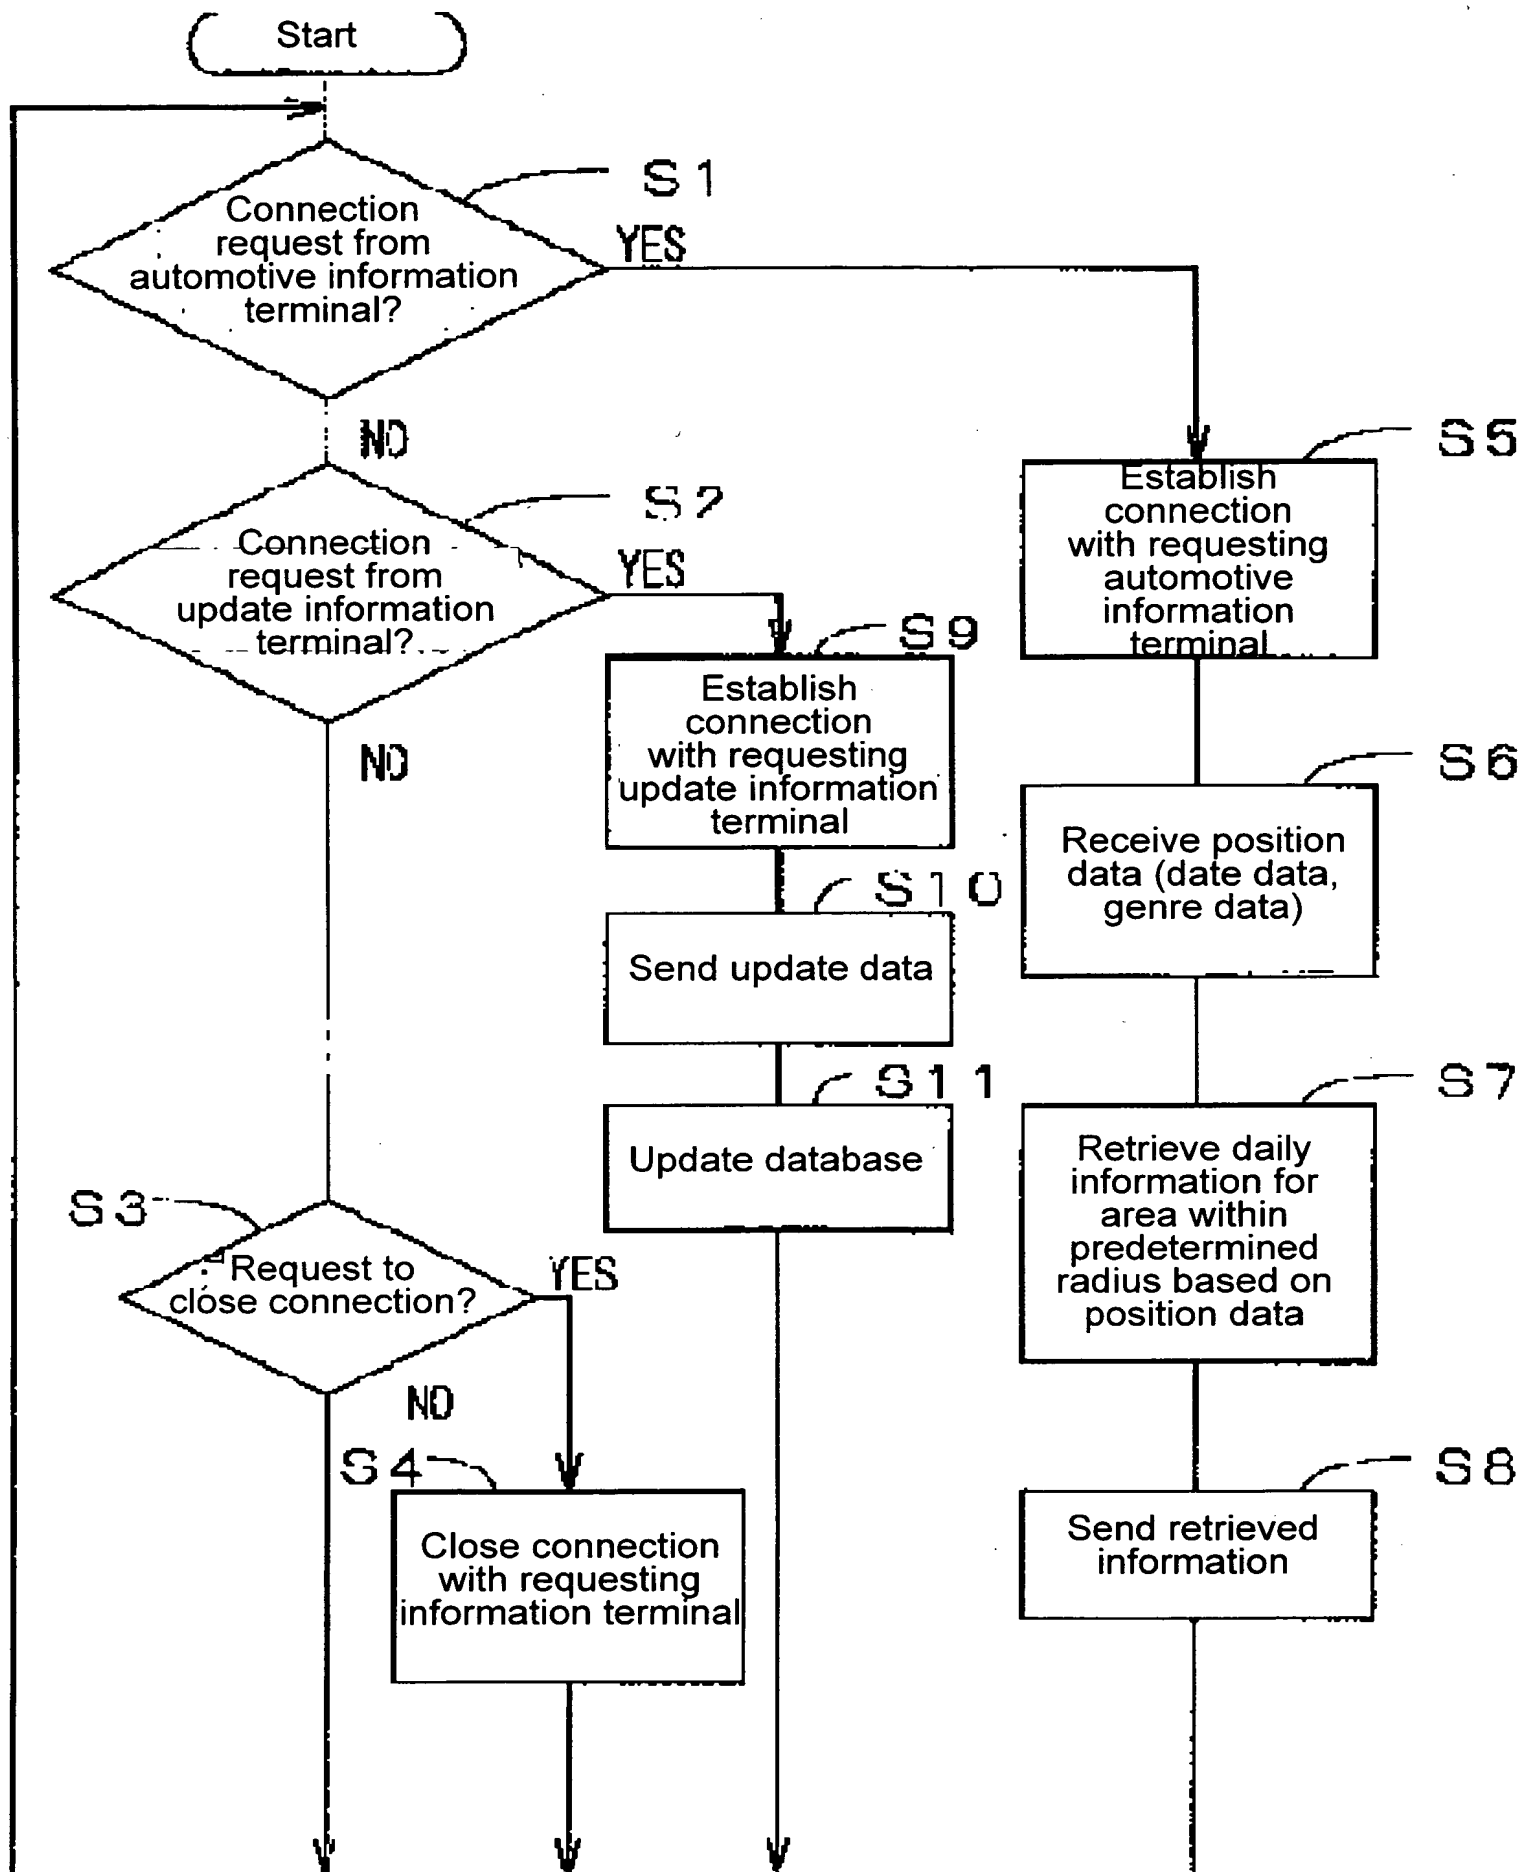 Start
S1
Connection
request from
automotive information
terminal?
YES
NO
S2
Connection
request from
update information
terminal?
YES
NO
S5
Establish
connection
with requesting
automotive
information
terminal
S9
Establish
connection
with requesting
update information
terminal
S6
Receive position
data (date data,
genre data)
S10
Send update data
S11
Update database
S7
Retrieve daily
information for
area within
predetermined
radius based on
position data
S3
Request to
close connection?
YES
NO
S4
Close connection
with requesting
information terminal
S8
Send retrieved
information